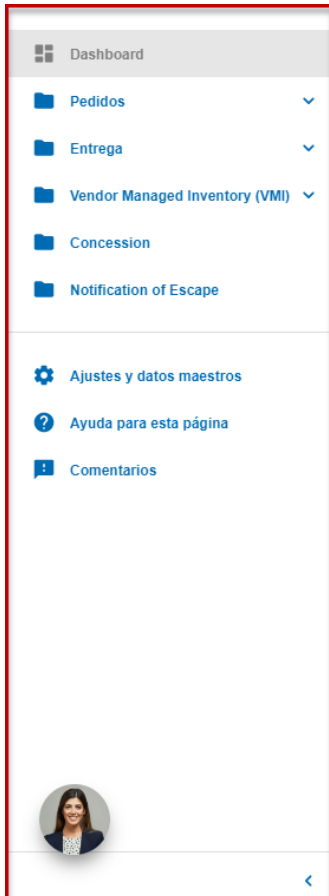 Dashboard
Pedidos
Entrega
Vendor Managed Inventory (VMI)
Concession
Notification of Escape
Ajustes y datos maestros
Ayuda para esta página
Comentarios